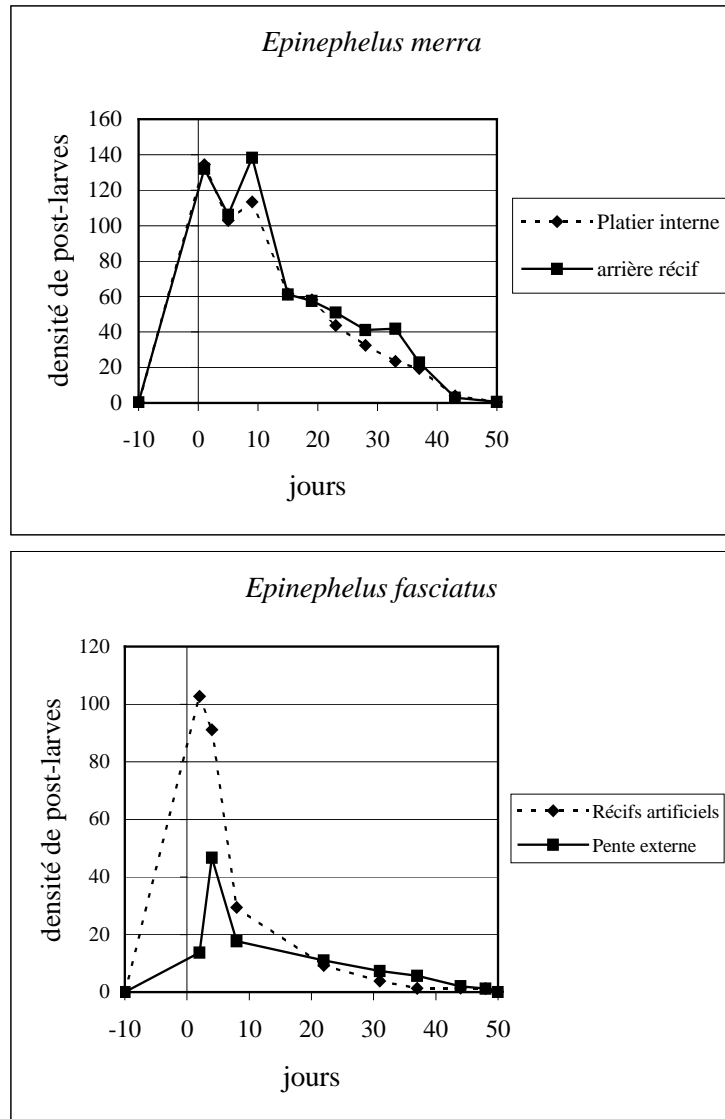 Epinephelus merra
densité de post-larves
160
140
120
100
80
60
40
20
0
-10 0 10 20 30 40 50
jours
Platier interne
arrière récif
Epinephelus fasciatus
densité de post-larves
120
100
80
60
40
20
0
-10 0 10 20 30 40 50
jours
Récifs artificiels
Pente externe